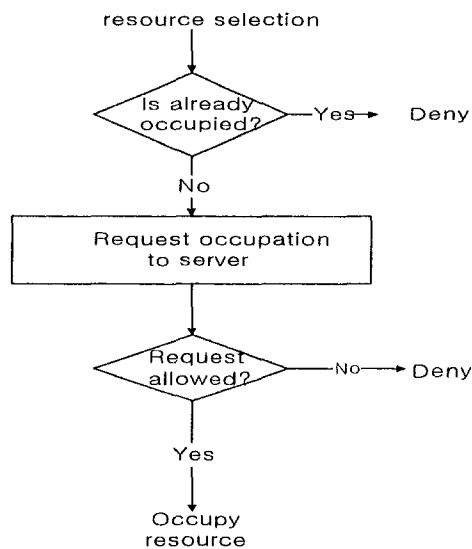 resource selection
Is already
occupied?
Yes
Deny
No
Request occupation
to server
Request
allowed?
No
Deny
Yes
Occupy
resource